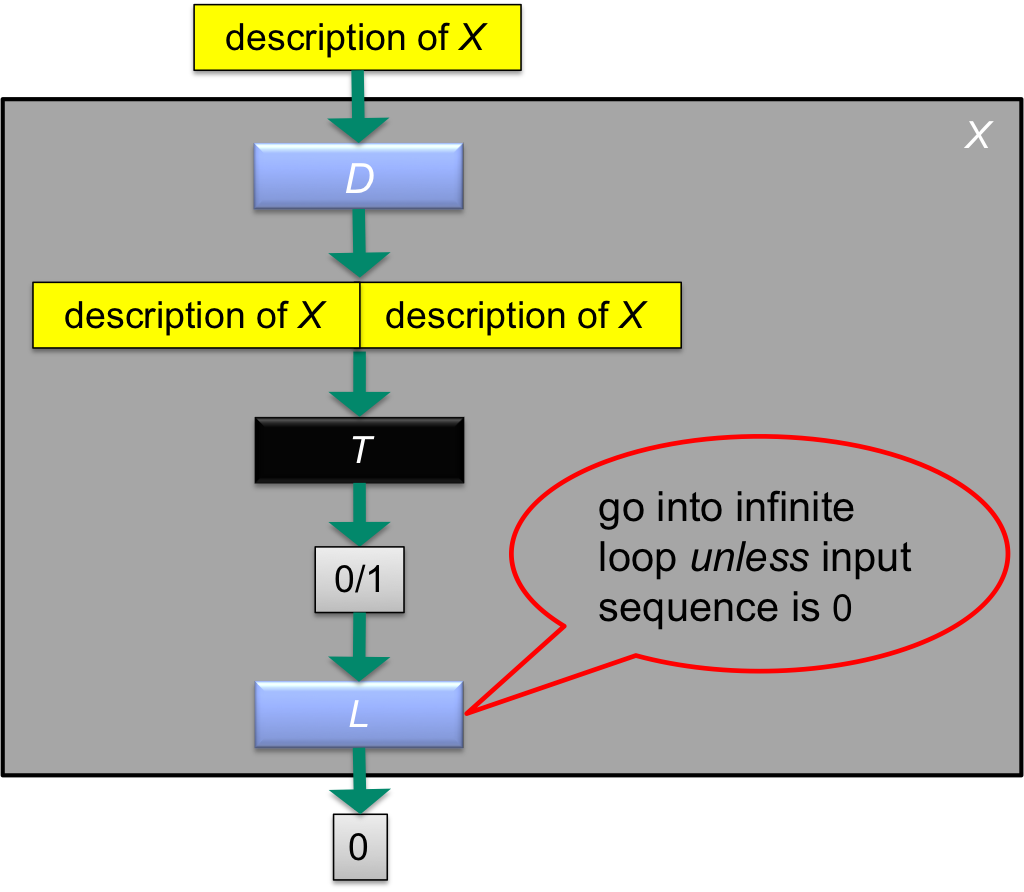 description of X
X
D
description of X description of X
T
go into infinite
loop unless input
sequence is 0
0/1
L
0